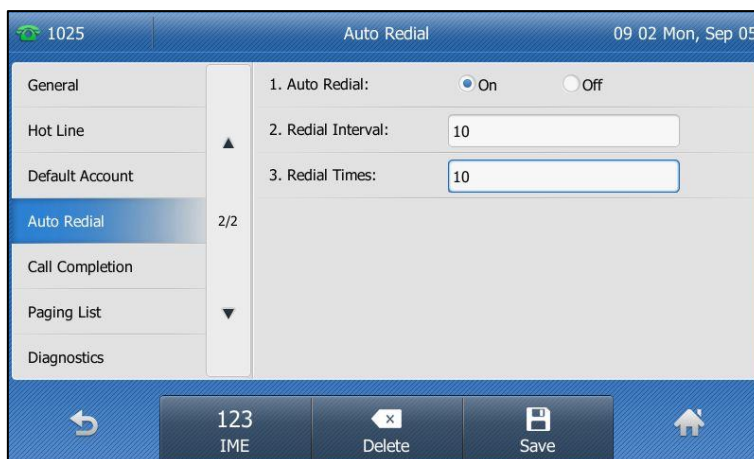 1025 Auto Redial 09 02 Mon, Sep 05
General
Hot Line
Default Account
Auto Redial
Call Completion
Paging List
Diagnostics
2/2
1. Auto Redial: On Off
2. Redial Interval: 10
3. Redial Times: 10
123
IME
Delete
Save